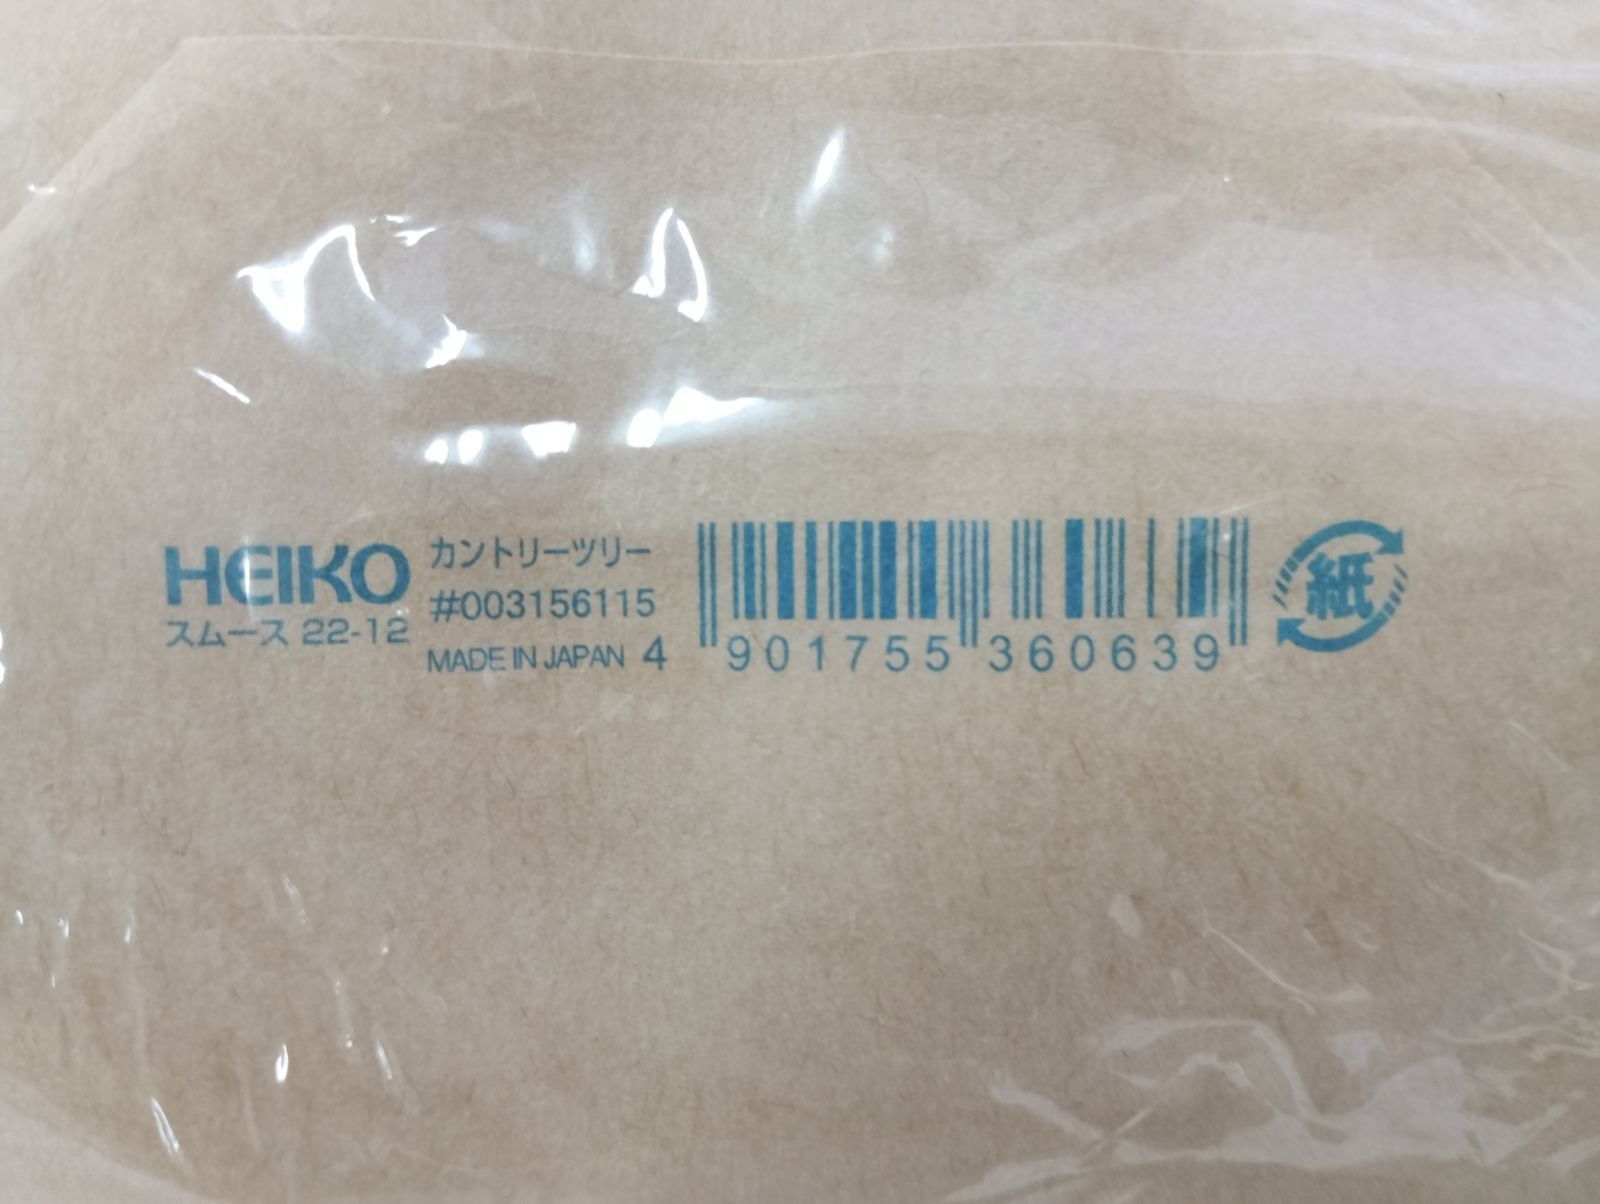 HEIKO
スムース 22-12
カントリーツリー
#003156115
MADE IN JAPAN
4 901755 360639
紙